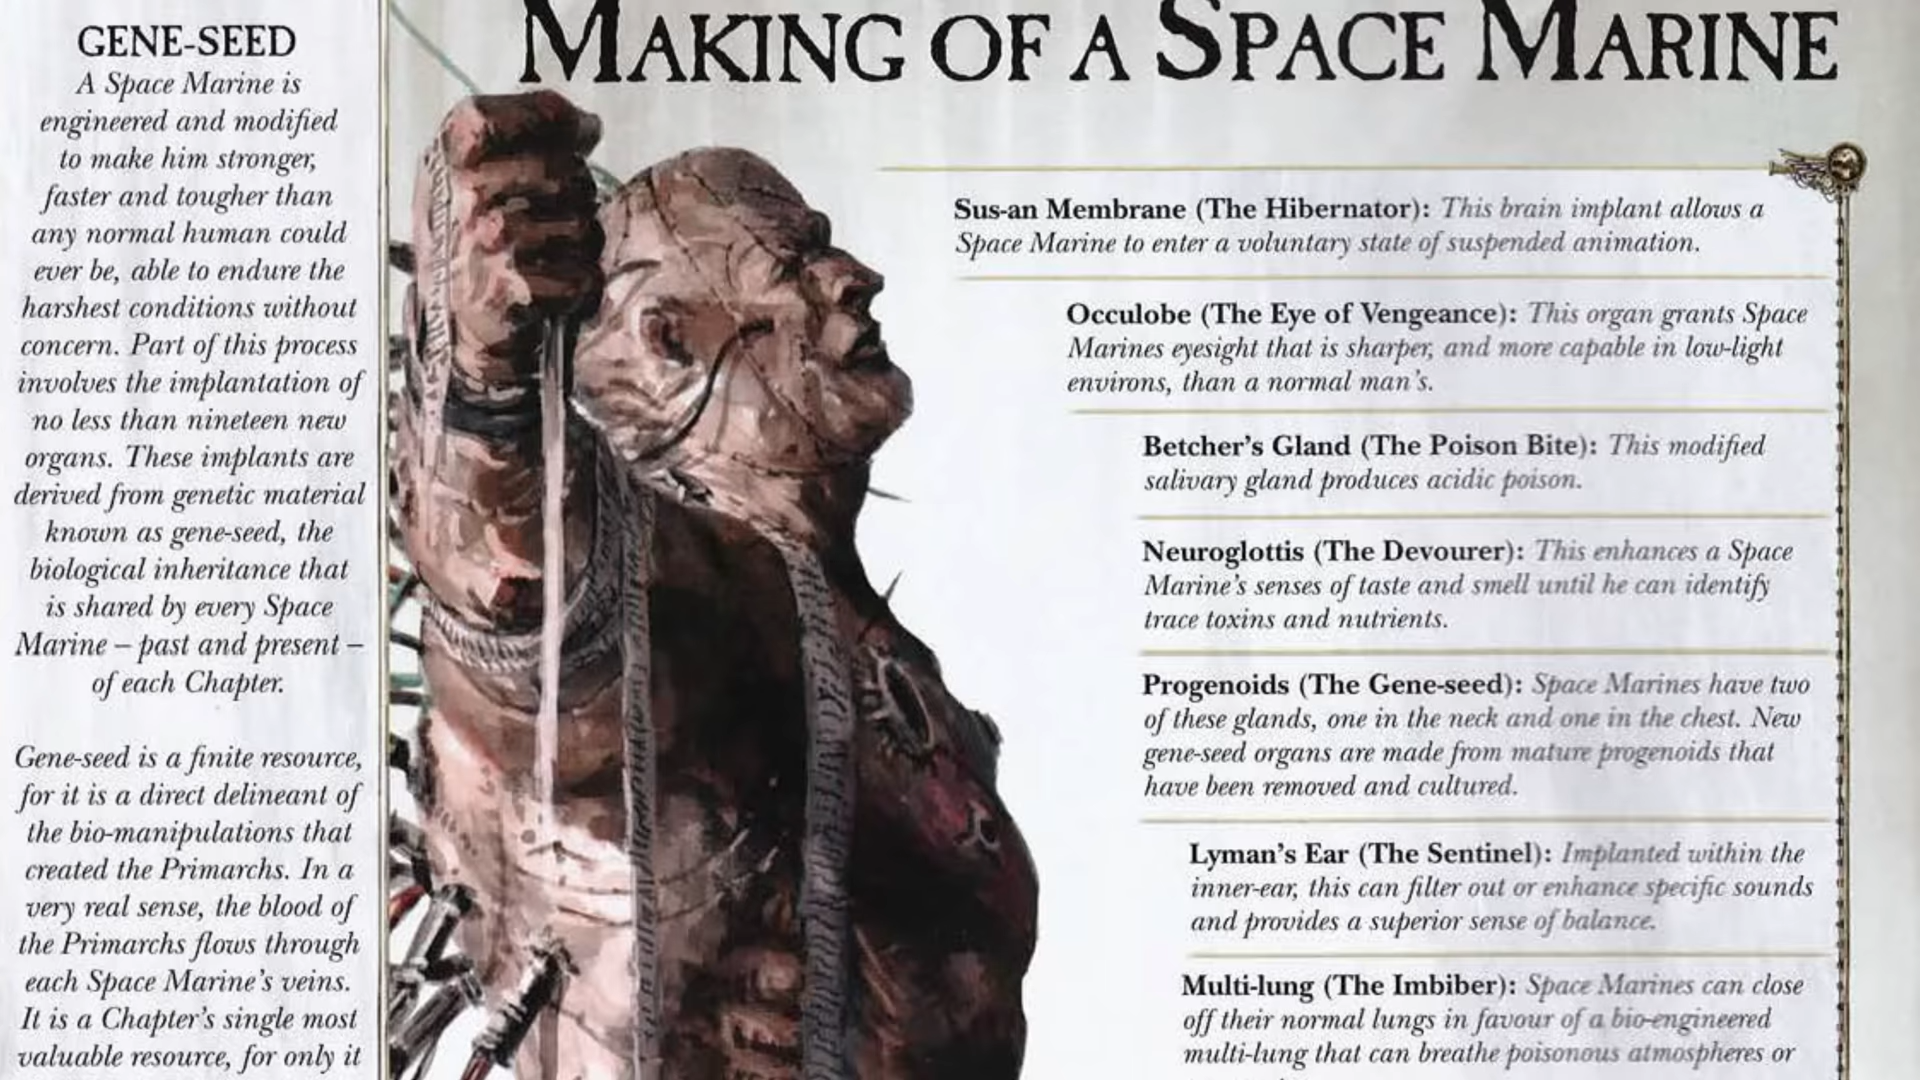 MAKING OF A SPACE MARINE
GENE-SEED
A Space Marine is
engineered and modified
to make him stronger,
faster and tougher than
any normal human could
ever be, able to endure the
harshest conditions without
concern. Part of this process
involves the implantation of
no less than nineteen new
organs. These implants are
derived from genetic material
known as gene-seed, the
biological inheritance that
is shared by every Space
Marine – past and present –
of each Chapter.
Gene-seed is a finite resource,
for it is a direct delineant of
the bio-manipulations that
created the Primarchs. In a
very real sense, the blood of
the Primarchs flows through
each Space Marine's veins.
It is a Chapter's single most
valuable resource, for only it
Sus-an Membrane (The Hibernator): This brain implant allows a
Space Marine to enter a voluntary state of suspended animation.
Occulobe (The Eye of Vengeance): This organ grants Space
Marines eyesight that is sharper, and more capable in low-light
environs, than a normal man's.
Betcher's Gland (The Poison Bite): This modified
salivary gland produces acidic poison.
Neuroglottis (The Devourer): This enhances a Space
Marine's senses of taste and smell until he can identify
trace toxins and nutrients.
Progenoids (The Gene-seed): Space Marines have two
of these glands, one in the neck and one in the chest. New
gene-seed organs are made from mature progenoids that
have been removed and cultured.
Lyman's Ear (The Sentinel): Implanted within the
inner-ear, this can filter out or enhance specific sounds
and provides a superior sense of balance.
Multi-lung (The Imbiber): Space Marines can close
off their normal lungs in favour of a bio-engineered
multi-lung that can breathe poisonous atmospheres or